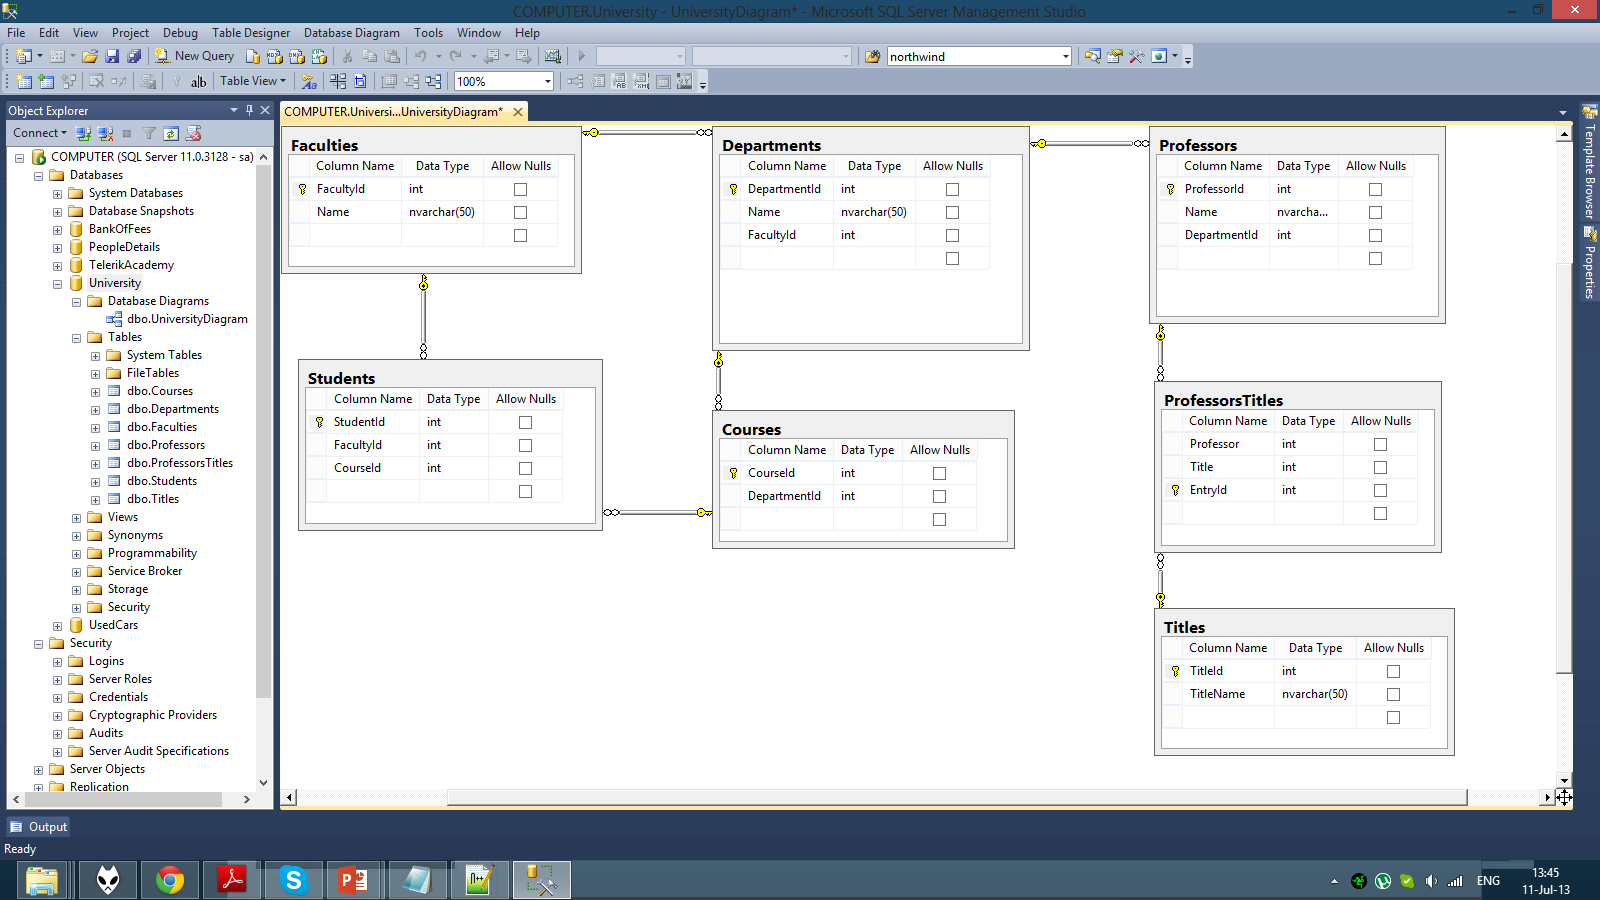 COMPUTER.University - UniversityDiagram* - Microsoft SQL Server Management Studio
File Edit View Project Debug Table Designer Database Diagram Tools Window Help
New Query northwind
ab Table View 100%
Object Explorer
Connect
COMPUTER (SQL Server 11.0.3128 - sa)
Databases
System Databases
Database Snapshots
BankOfFees
PeopleDetails
TelerikAcademy
University
Database Diagrams
dbo.UniversityDiagram
Tables
System Tables
FileTables
dbo.Courses
dbo.Departments
dbo.Faculties
dbo.Professors
dbo.ProfessorsTitles
dbo.Students
dbo.Titles
Views
Synonyms
Programmability
Service Broker
Storage
Security
UsedCars
Security
Logins
Server Roles
Credentials
Cryptographic Providers
Audits
Server Audit Specifications
Server Objects
Replication
COMPUTER.Universi...UniversityDiagram*
Faculties
Column Name Data Type Allow Nulls
FacultyId int
Name nvarchar(50)
Departments
Column Name Data Type Allow Nulls
DepartmentId int
Name nvarchar(50)
FacultyId int
Professors
Column Name Data Type Allow Nulls
ProfessorId int
Name nvarcha...
DepartmentId int
Students
Column Name Data Type Allow Nulls
StudentId int
FacultyId int
CourseId int
Courses
Column Name Data Type Allow Nulls
CourseId int
DepartmentId int
ProfessorsTitles
Column Name Data Type Allow Nulls
Professor int
Title int
EntryId int
Titles
Column Name Data Type Allow Nulls
TitleId int
TitleName nvarchar(50)
Template Browser
Properties
Output
Ready
ENG
13:45
11-Jul-13